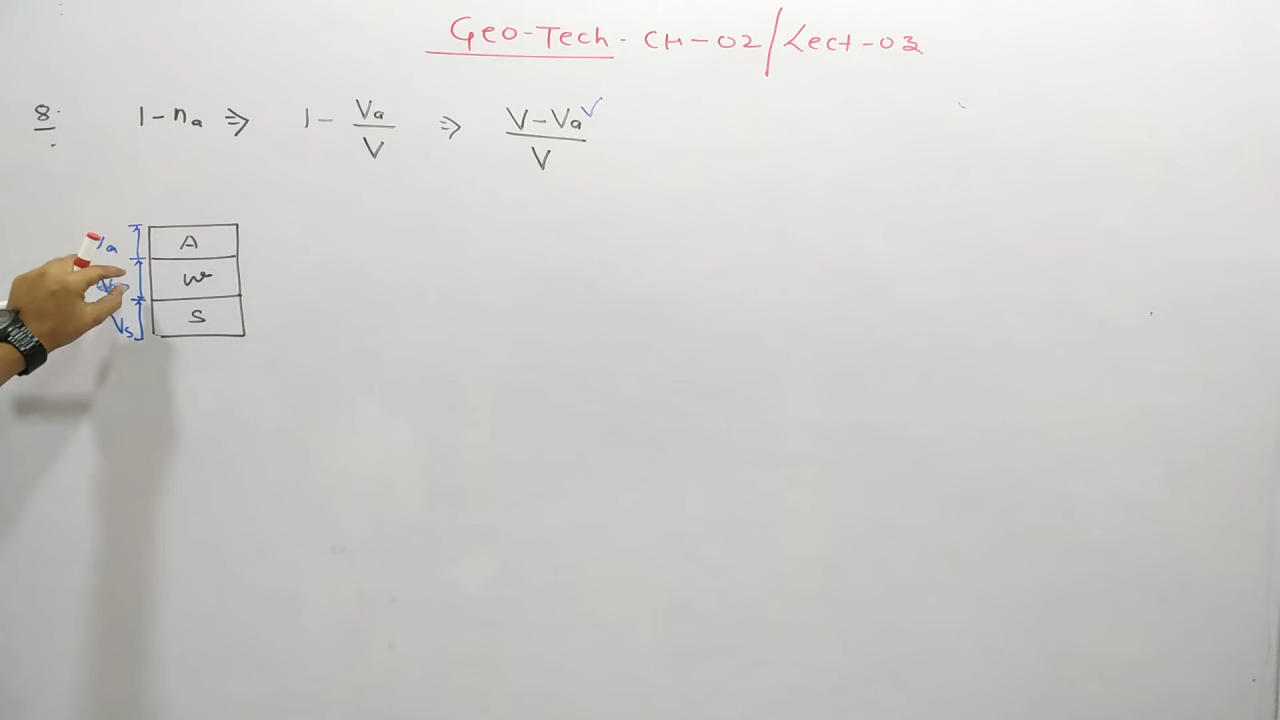 Geo-Tech. CH-02/Lect-03
8. 1-na ⇒ 1 - Va/V ⇒ V-Va/V ✓
A
W
S
Vs